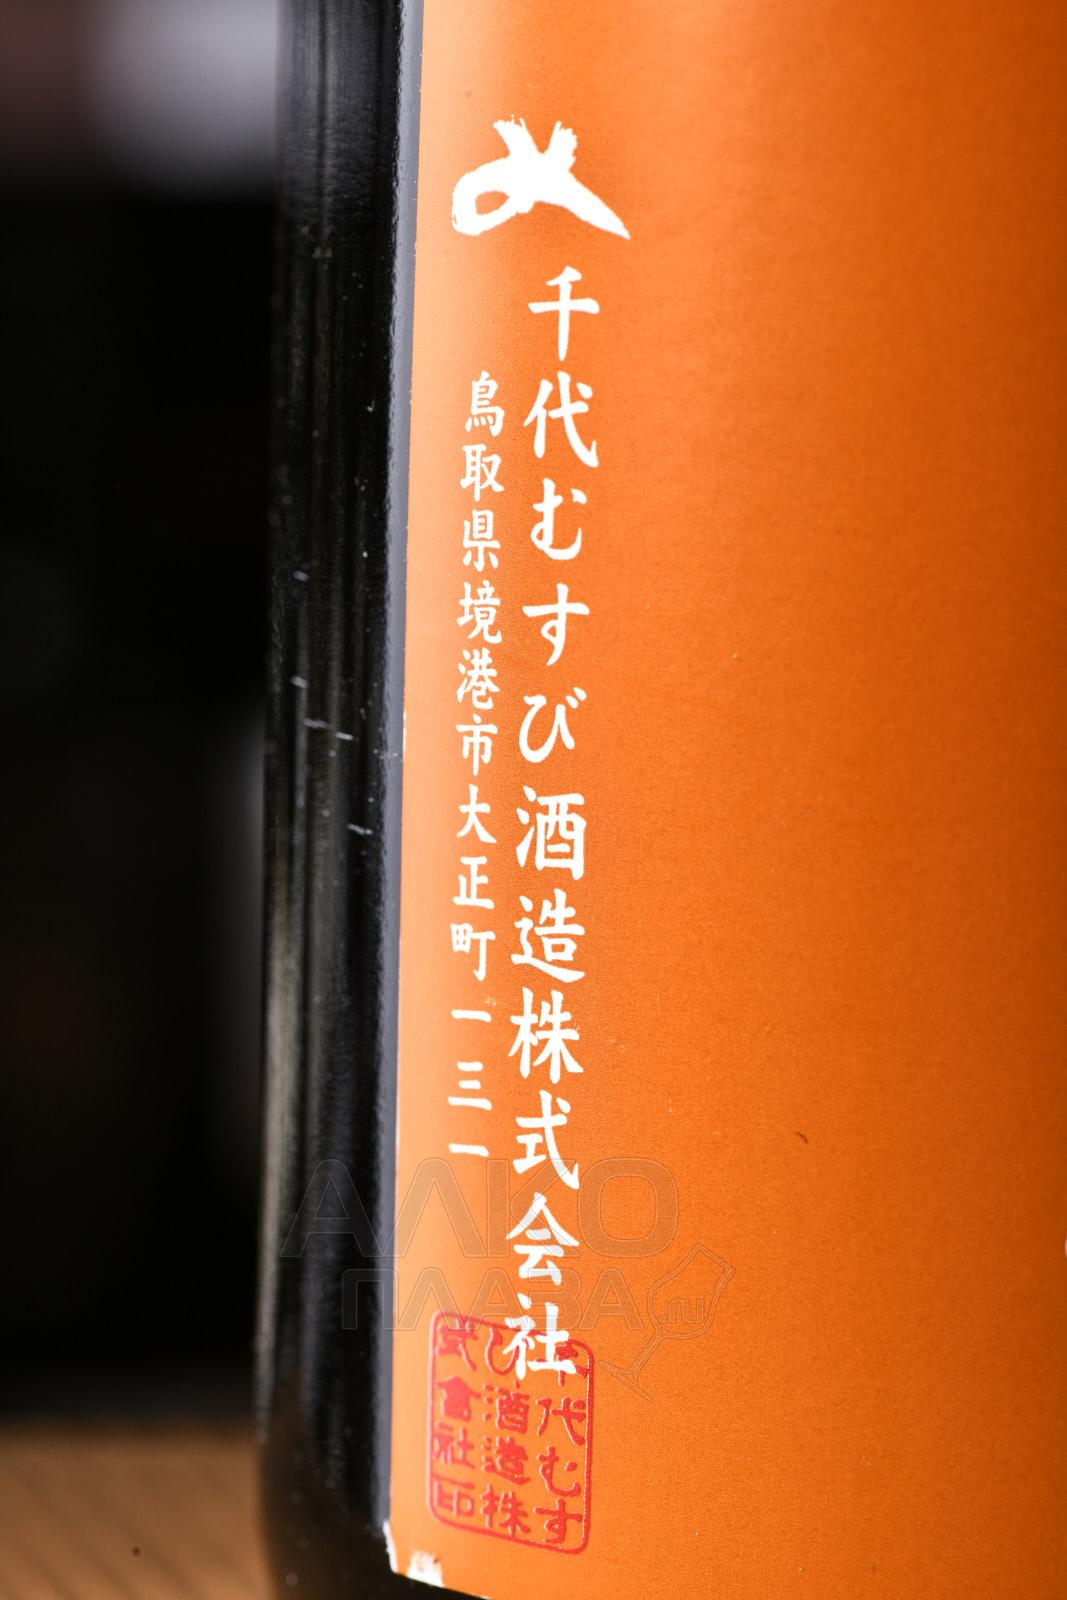 千代むすび酒造株式会社
鳥取県境港市大正町一三一
千代むす
び酒造株
式會社印
АЛКО
ПЛАЗА.ru